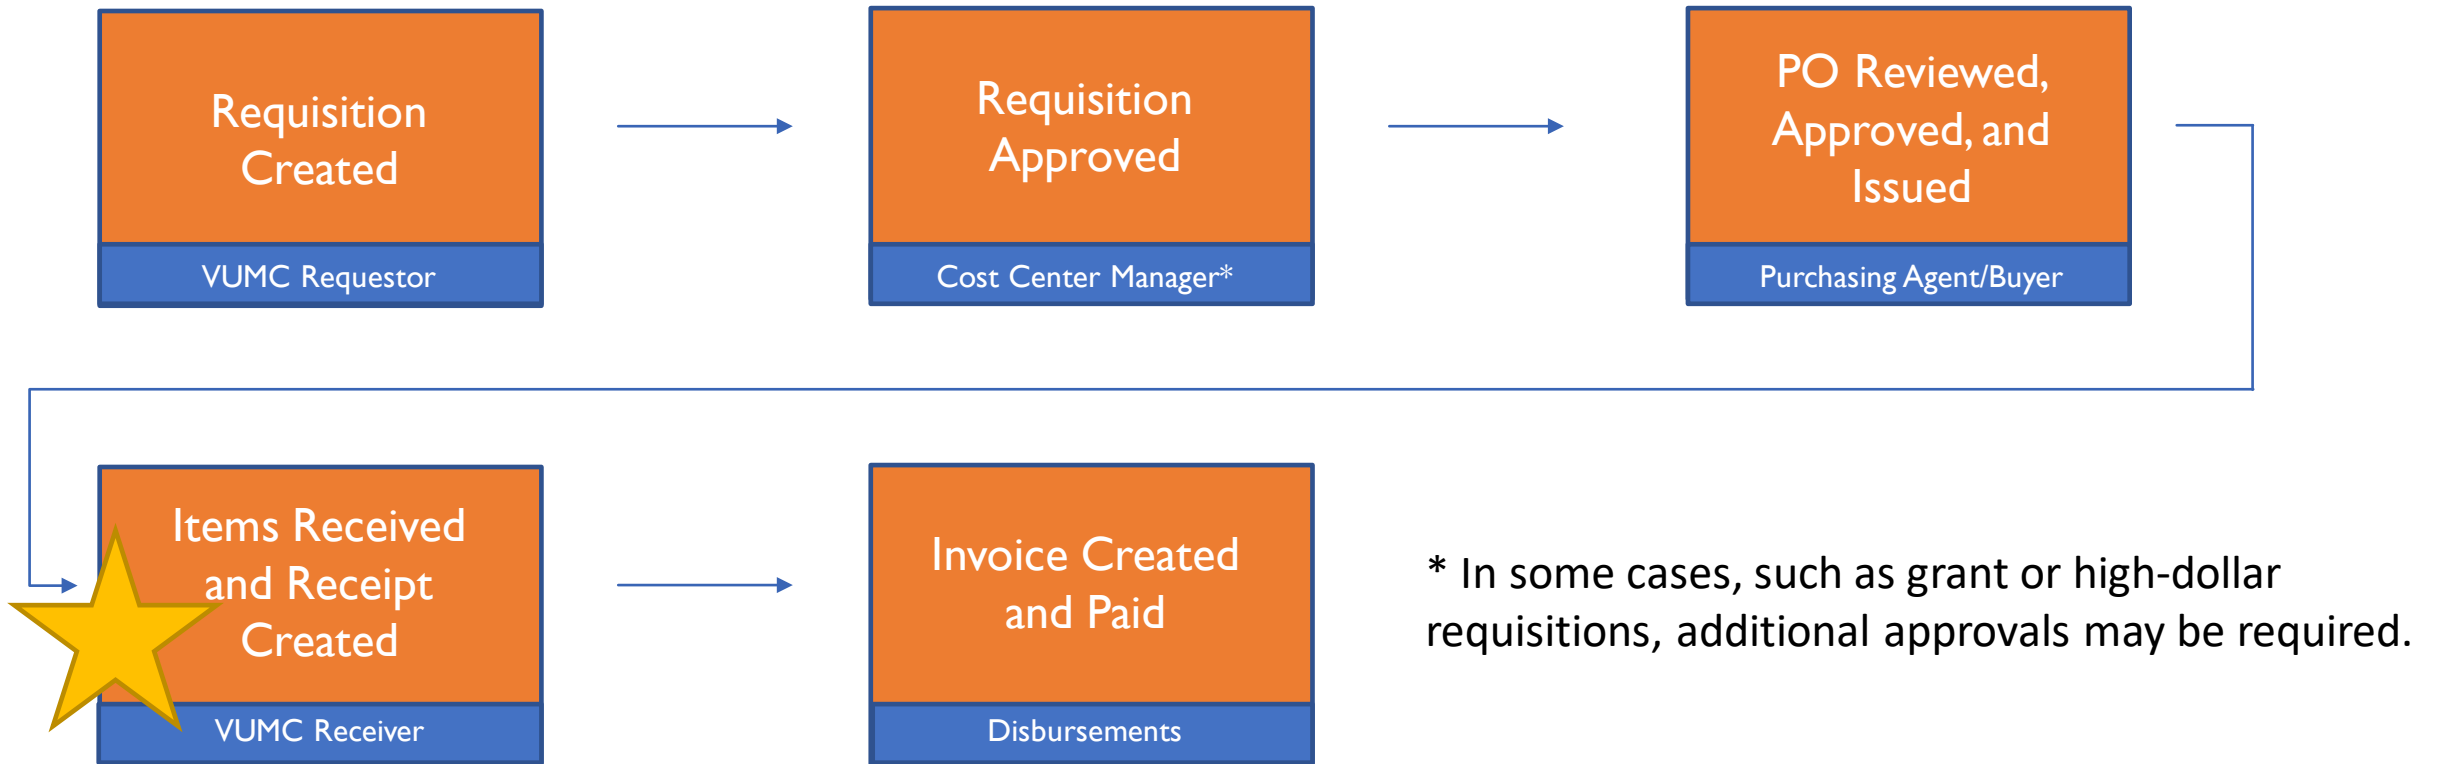 Requisition
Created
VUMC Requestor
Requisition
Approved
Cost Center Manager*
PO Reviewed,
Approved, and
Issued
Purchasing Agent/Buyer
Items Received
and Receipt
Created
VUMC Receiver
Invoice Created
and Paid
Disbursements
* In some cases, such as grant or high-dollar
requisitions, additional approvals may be required.